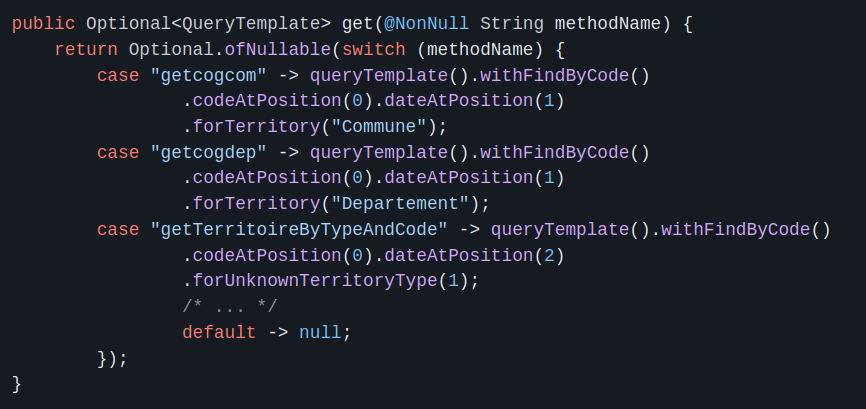 public Optional<QueryTemplate> get(@NonNull String methodName) {
    return Optional.ofNullable(switch (methodName) {
        case "getcogcom" -> queryTemplate().withFindByCode()
                .codeAtPosition(0).dateAtPosition(1)
                .forTerritory("Commune");
        case "getcogdep" -> queryTemplate().withFindByCode()
                .codeAtPosition(0).dateAtPosition(1)
                .forTerritory("Departement");
        case "getTerritoireByTypeAndCode" -> queryTemplate().withFindByCode()
                .codeAtPosition(0).dateAtPosition(2)
                .forUnknownTerritoryType(1);
                /* ... */
                default -> null;
        });
}